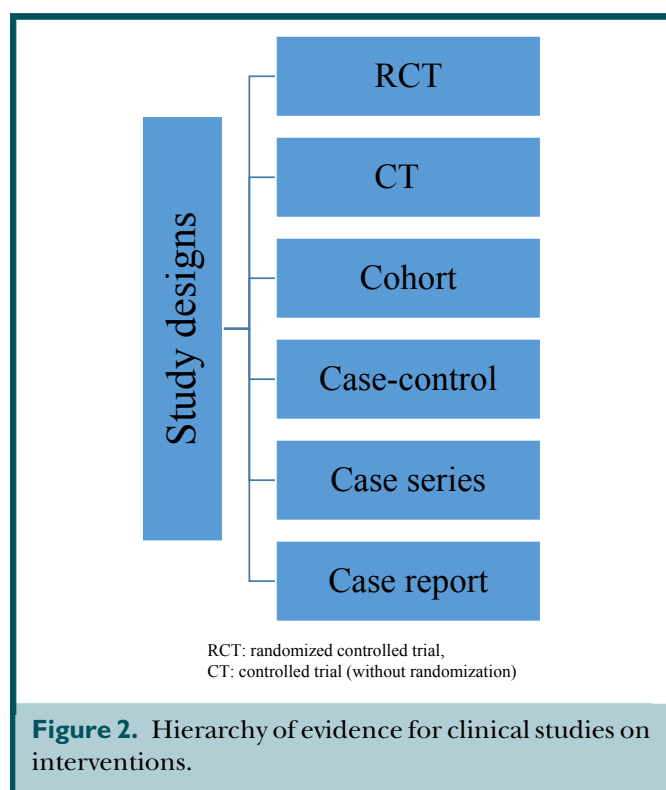 Study designs
RCT
CT
Cohort
Case-control
Case series
Case report
RCT: randomized controlled trial,
CT: controlled trial (without randomization)
Figure 2. Hierarchy of evidence for clinical studies on
interventions.